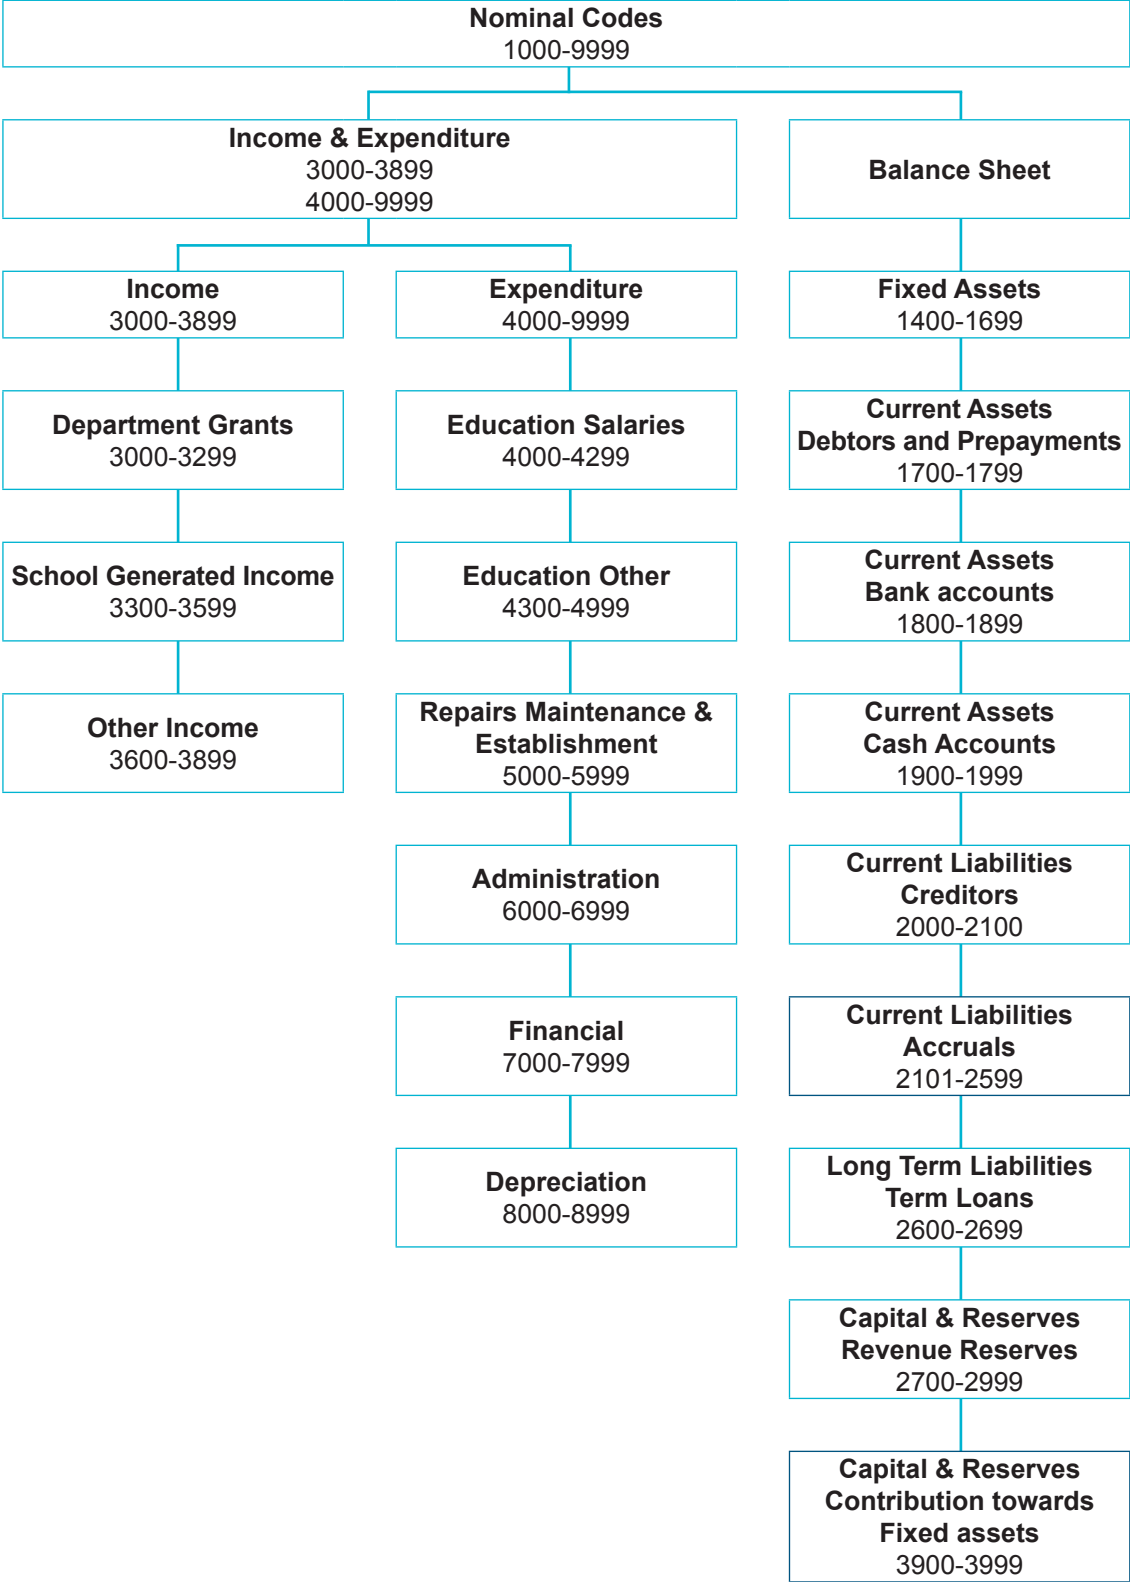 Nominal Codes
1000-9999
Income & Expenditure
3000-3899
4000-9999
Balance Sheet
Income
3000-3899
Expenditure
4000-9999
Fixed Assets
1400-1699
Department Grants
3000-3299
Education Salaries
4000-4299
Current Assets
Debtors and Prepayments
1700-1799
School Generated Income
3300-3599
Education Other
4300-4999
Current Assets
Bank accounts
1800-1899
Other Income
3600-3899
Repairs Maintenance &
Establishment
5000-5999
Current Assets
Cash Accounts
1900-1999
Administration
6000-6999
Current Liabilities
Creditors
2000-2100
Financial
7000-7999
Current Liabilities
Accruals
2101-2599
Depreciation
8000-8999
Long Term Liabilities
Term Loans
2600-2699
Capital & Reserves
Revenue Reserves
2700-2999
Capital & Reserves
Contribution towards
Fixed assets
3900-3999